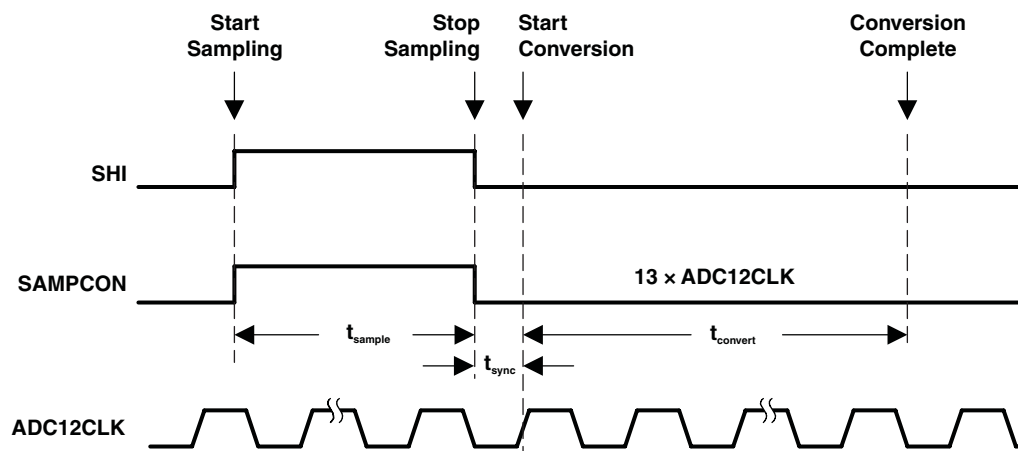 Start Sampling
Stop Sampling
Start Conversion
Conversion Complete
SHI
SAMPCON
13 × ADC12CLK
tsample
tconvert
tsync
ADC12CLK